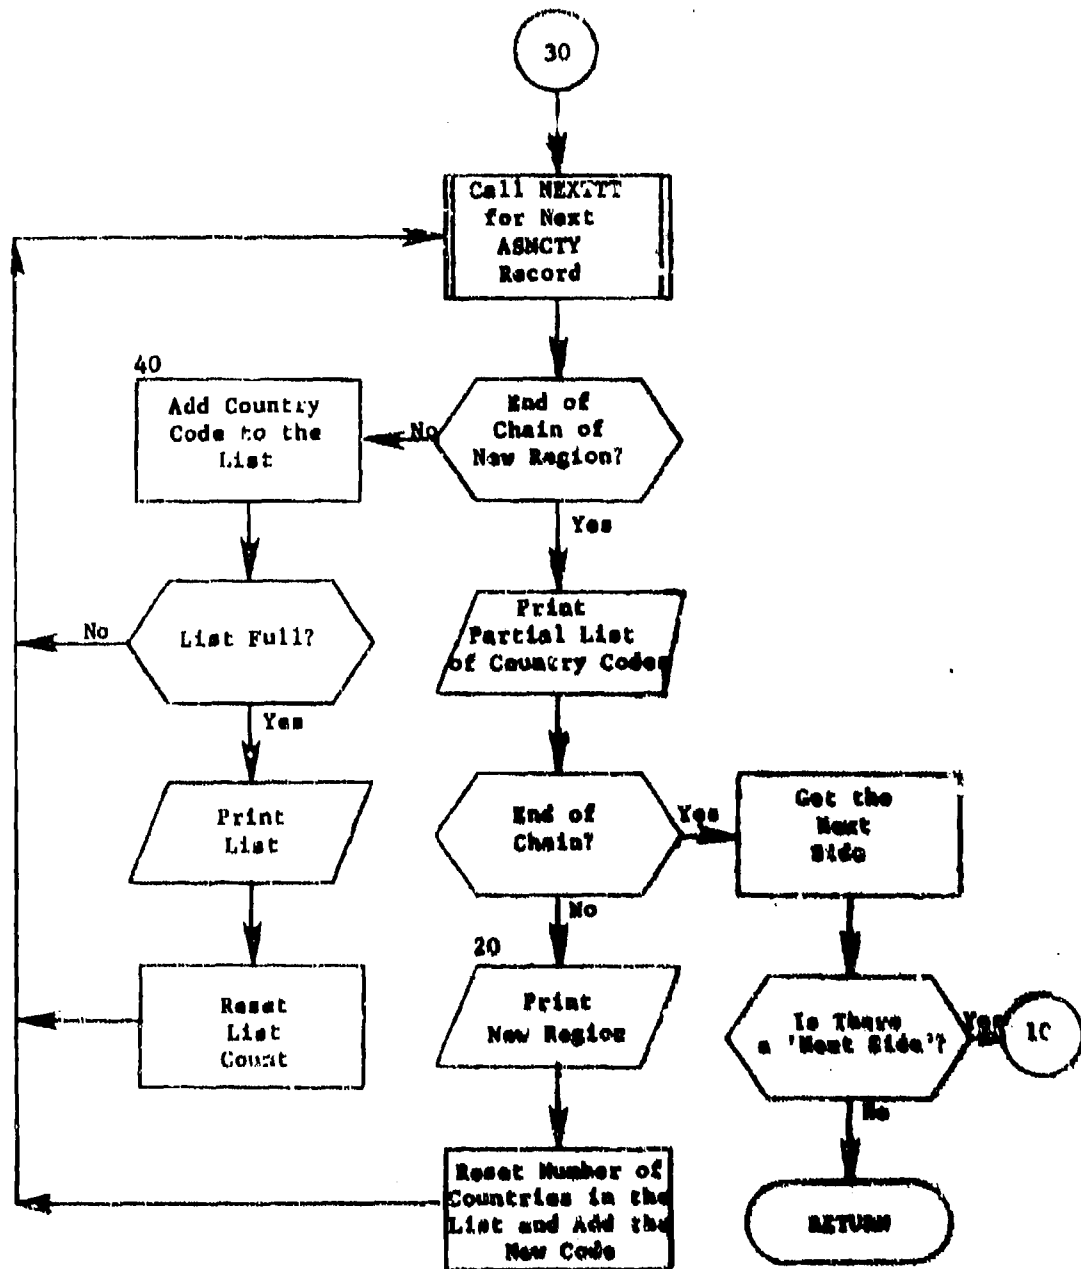 30
Call NEXTTT
for Next
ASMCTY
Record
40
Add Country
Code to the
List
No
End of
Chain of
New Region?
Yes
No
List Full?
Print
Partial List
of Country Codes
Yes
Print
List
End of
Chain?
Yes
Get the
Next
Side
No
20
Reset
List
Count
Print
New Region
Is There
a 'Next Side'?
Yes
10
No
Reset Number of
Countries in the
List and Add the
New Code
RETURN